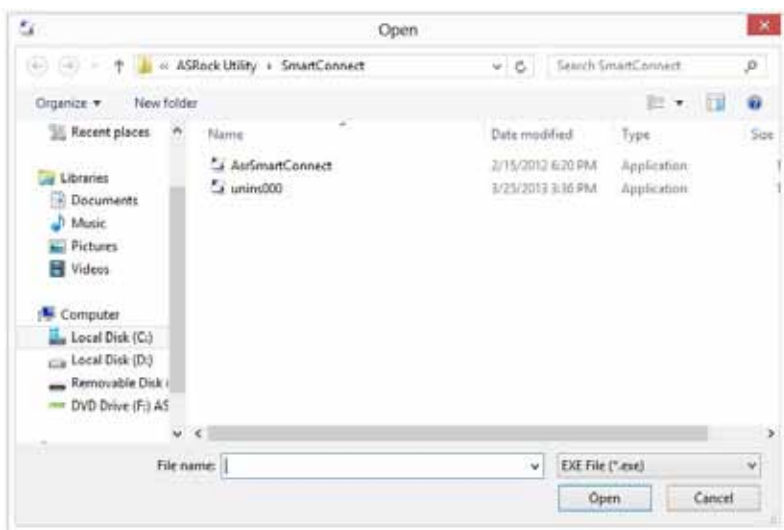 Open
« ASRock Utility › SmartConnect
Search SmartConnect
Organize
New folder
Name
Date modified
Type
Size
Recent places
Libraries
Documents
Music
Pictures
Videos
Computer
Local Disk (C:)
Local Disk (D:)
Removable Disk
DVD Drive (F:) AS
AsrSmartConnect
2/15/2012 6:20 PM
Application
1
unins000
3/25/2013 3:36 PM
Application
1
File name:
EXE File (*.exe)
Open
Cancel